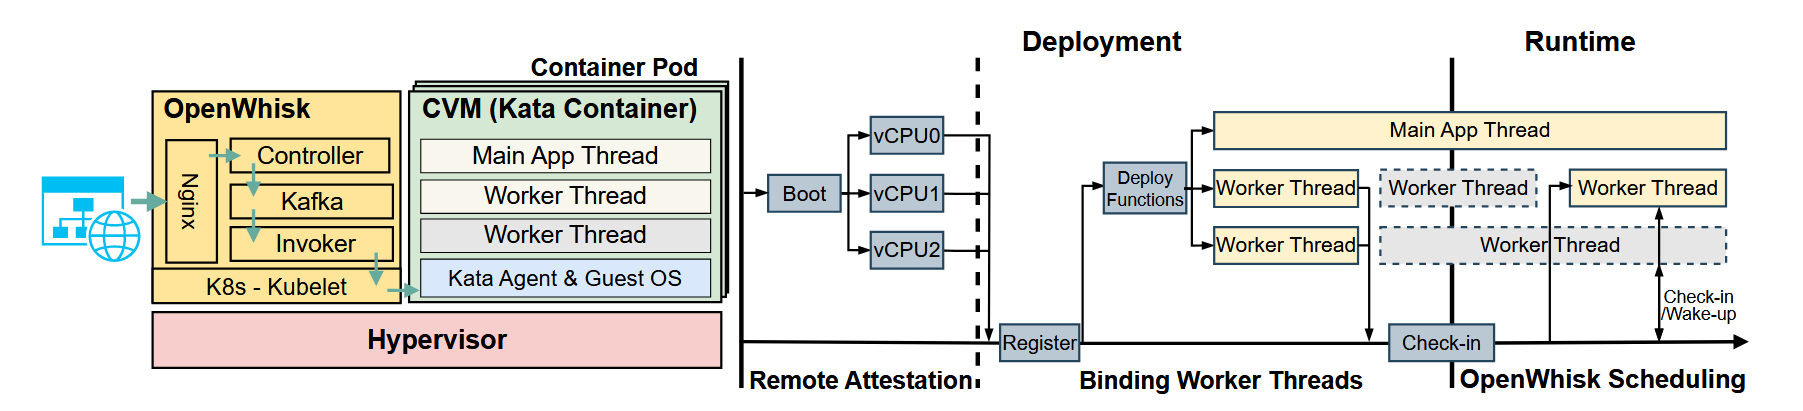 Deployment
Runtime
Container Pod
OpenWhisk
CVM (Kata Container)
Nginx
Controller
Kafka
Invoker
K8s - Kubelet
Main App Thread
Worker Thread
Worker Thread
Kata Agent & Guest OS
Hypervisor
Boot
vCPU0
vCPU1
vCPU2
Register
Deploy
Functions
Main App Thread
Worker Thread
Worker Thread
Worker Thread
Worker Thread
Worker Thread
Check-in
/Wake-up
Check-in
Remote Attestation
Binding Worker Threads
OpenWhisk Scheduling